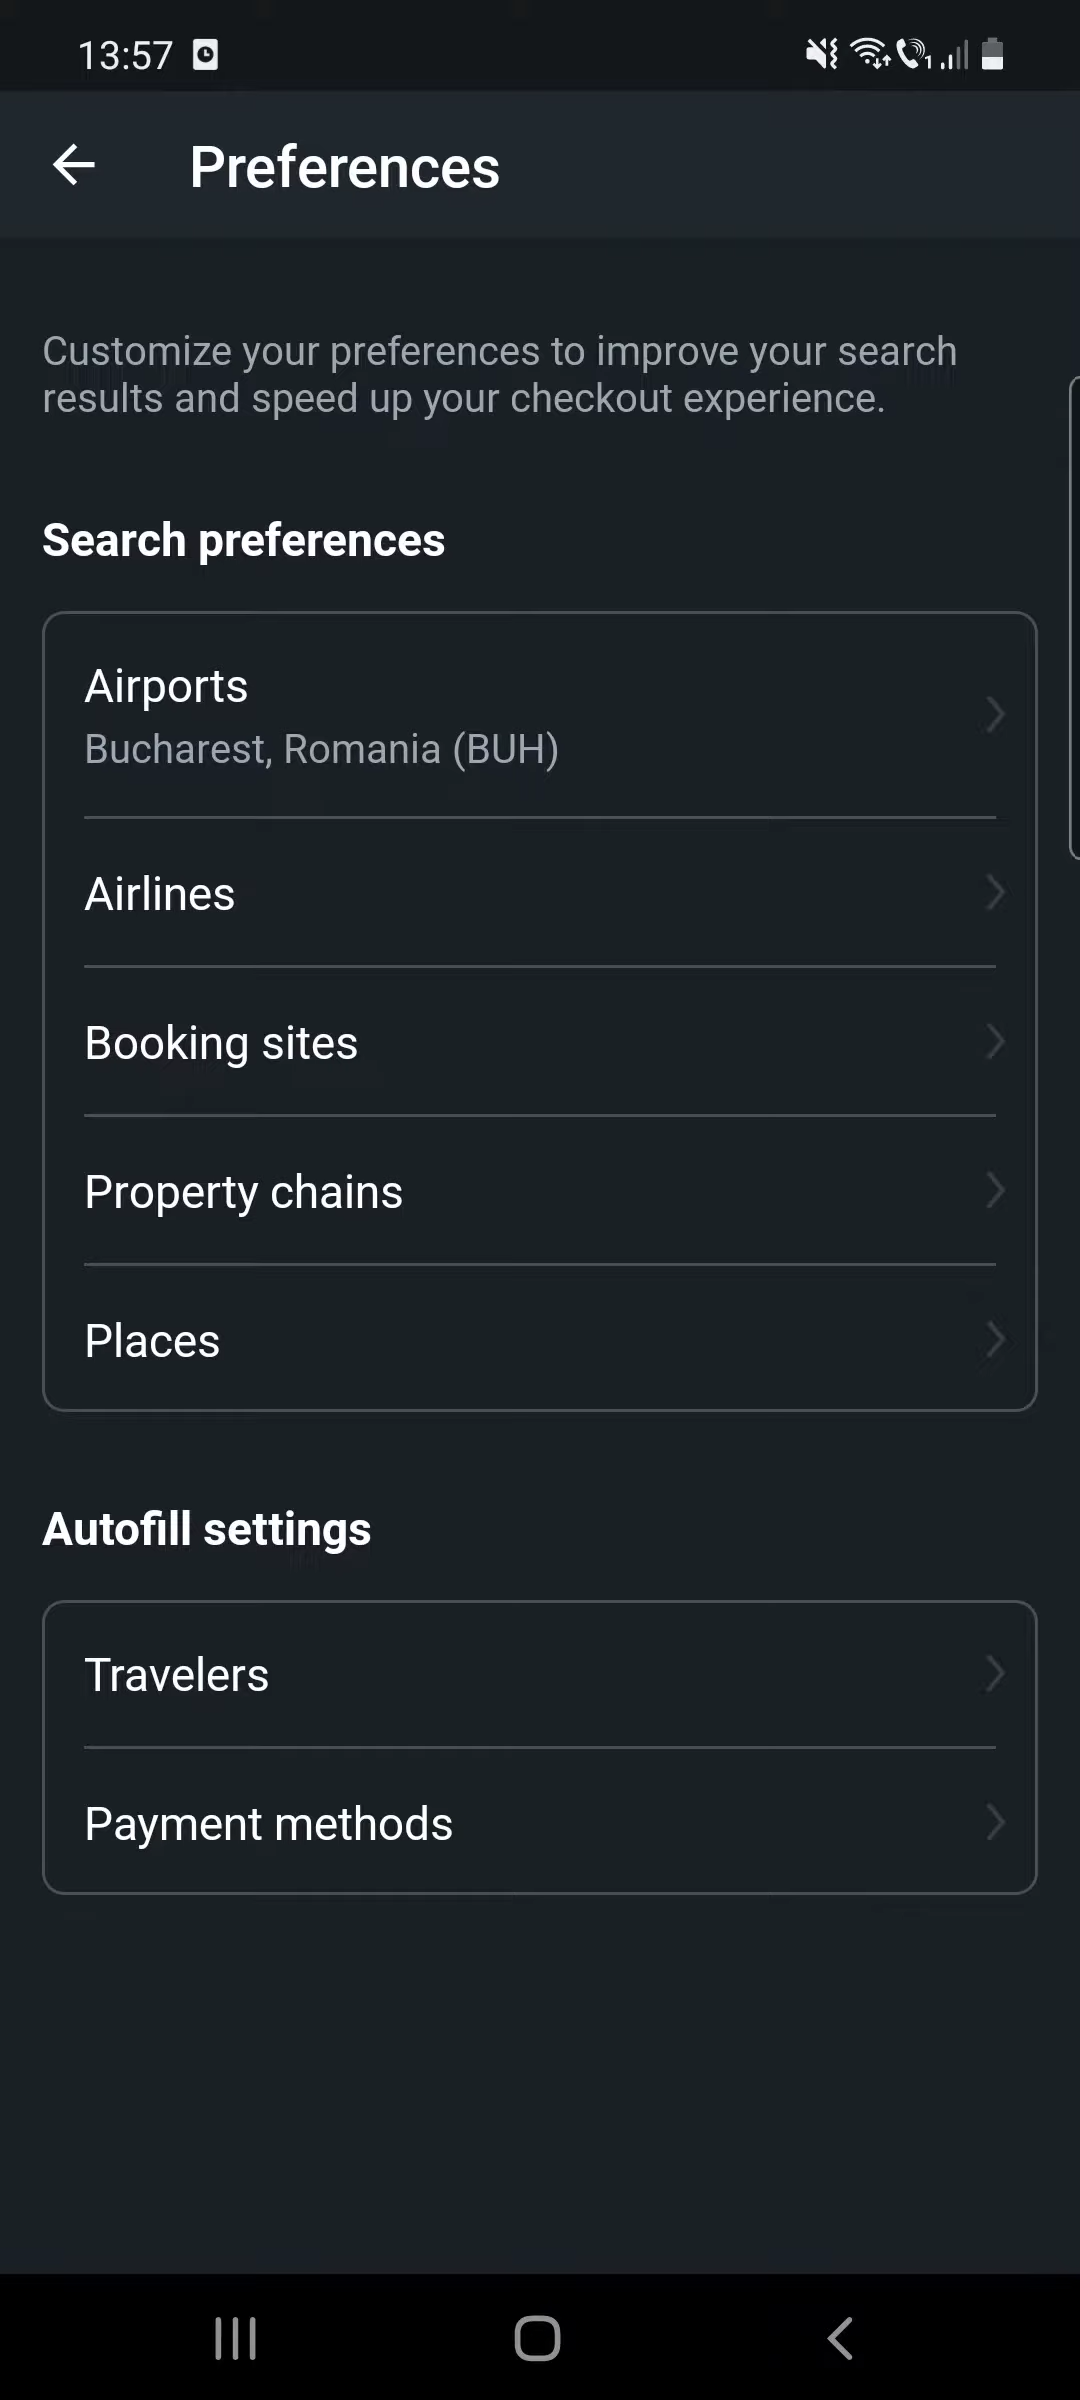 13:57
Preferences
Customize your preferences to improve your search
results and speed up your checkout experience.
Search preferences
Airports
Bucharest, Romania (BUH)
Airlines
Booking sites
Property chains
Places
Autofill settings
Travelers
Payment methods